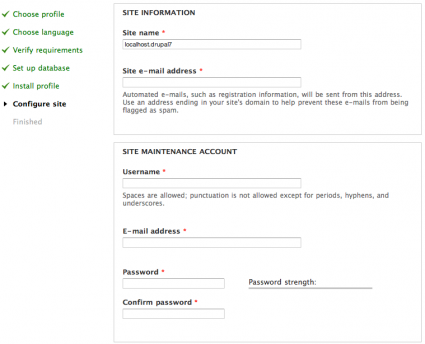 Choose profile
Choose language
Verify requirements
Set up database
Install profile
Configure site
Finished
SITE INFORMATION
Site name *
localhost.drupal7
Site e-mail address *
Automated e-mails, such as registration information, will be sent from this address.
Use an address ending in your site's domain to help prevent these e-mails from being
flagged as spam.
SITE MAINTENANCE ACCOUNT
Username *
Spaces are allowed; punctuation is not allowed except for periods, hyphens, and
underscores.
E-mail address *
Password *
Password strength:
Confirm password *